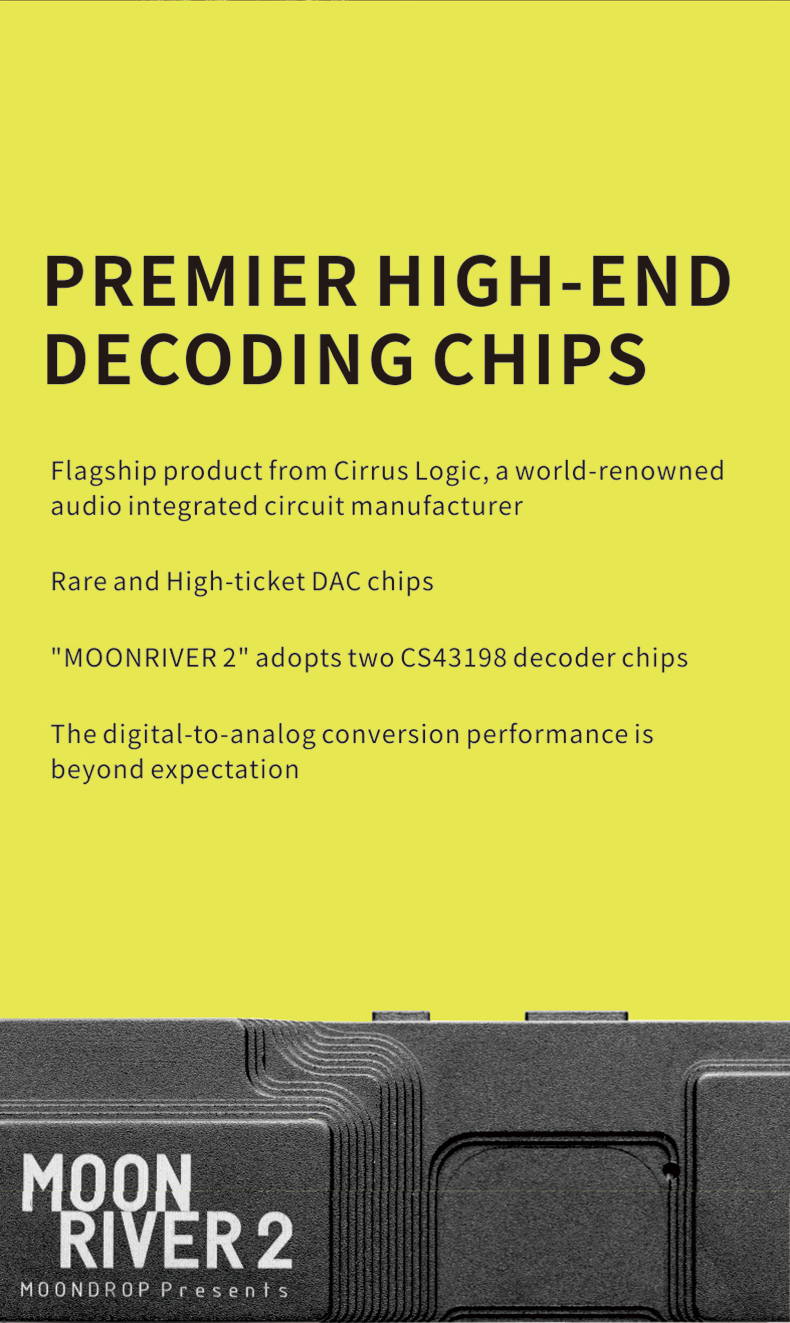 PREMIER HIGH-END
DECODING CHIPS
Flagship product from Cirrus Logic, a world-renowned
audio integrated circuit manufacturer
Rare and High-ticket DAC chips
"MOONRIVER 2" adopts two CS43198 decoder chips
The digital-to-analog conversion performance is
beyond expectation
MOON
RIVER 2
MOONDROP Presents